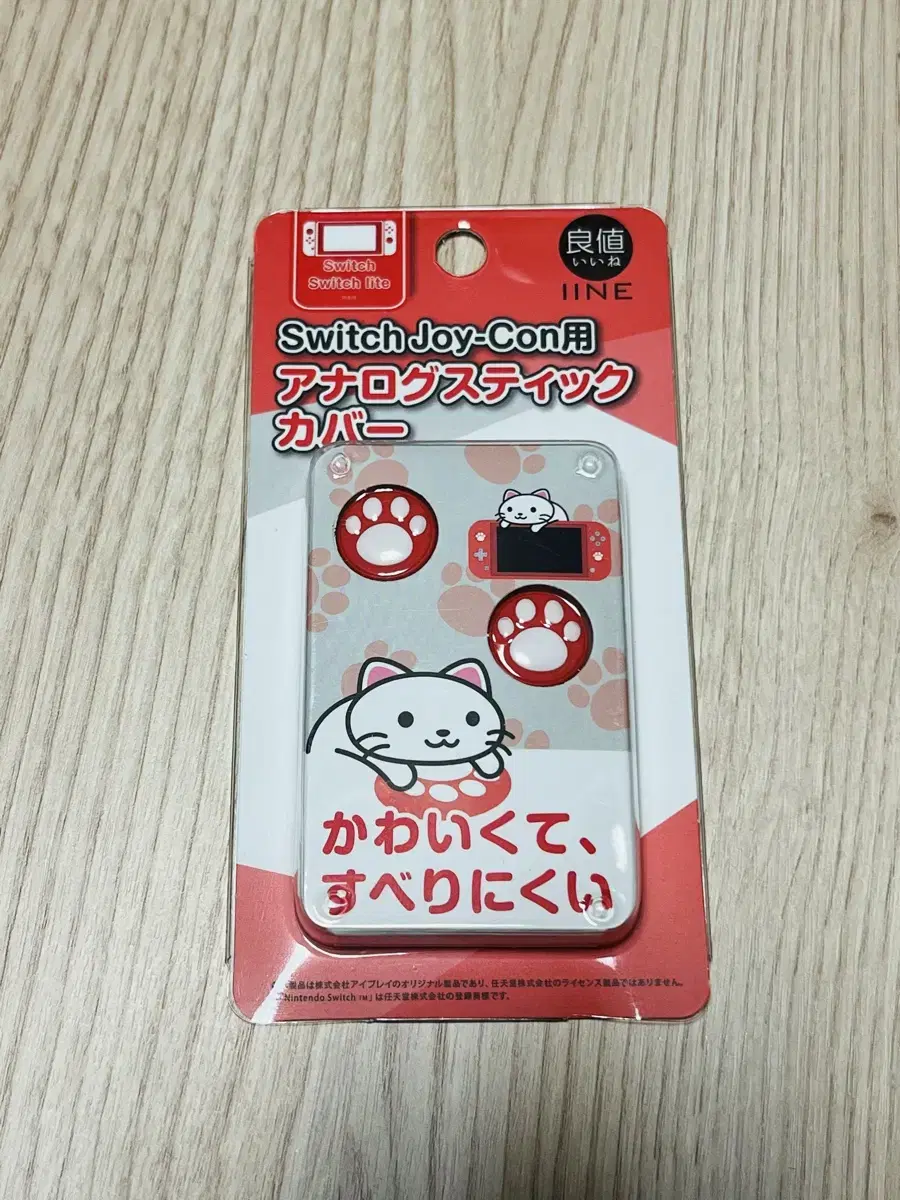 Switch
Switch lite
良値
いいね
IINE
Switch Joy-Con用
アナログスティック
カバー
かわいくて、
すべりにくい
製品は株式会社アイプレイのオリジナル製品であり、任天堂株式会社のライセンス製品ではありません。
Nintendo Switch™」は任天堂株式会社の登録商標です。